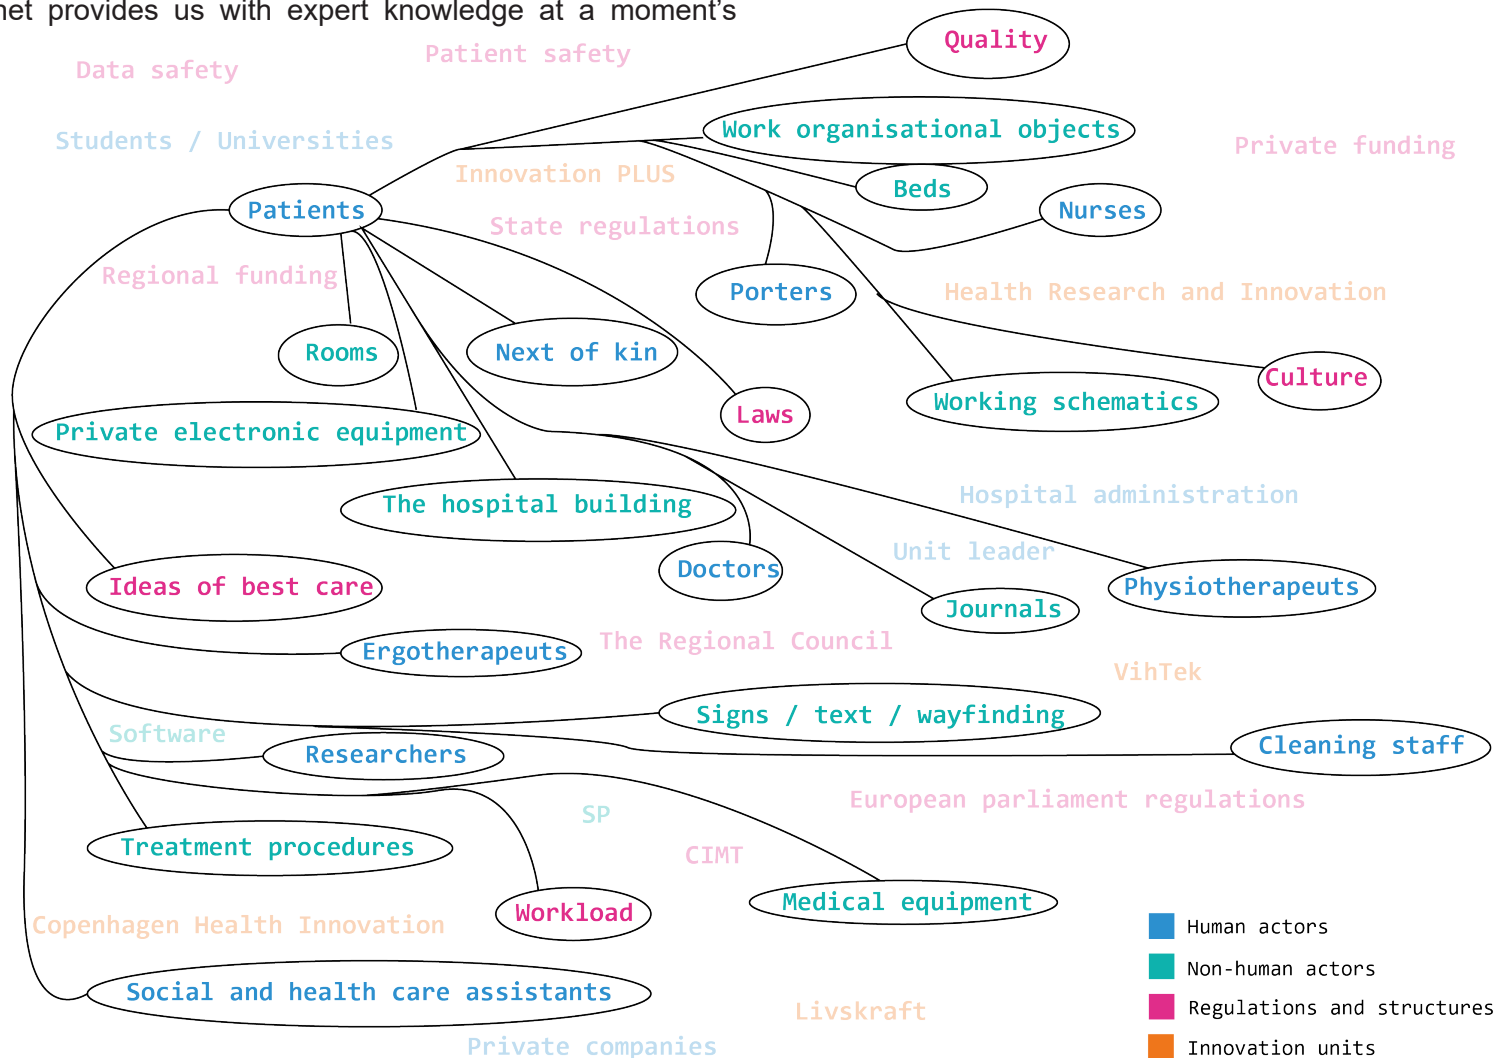 net provides us with expert knowledge at a moment’s
Quality
Patient safety
Data safety
Work organisational objects
Students / Universities
Private funding
Innovation PLUS
Beds
Patients
Nurses
State regulations
Regional funding
Porters
Health Research and Innovation
Rooms
Next of kin
Culture
Working schematics
Laws
Private electronic equipment
Hospital administration
The hospital building
Unit leader
Doctors
Ideas of best care
Physiotherapeuts
Journals
The Regional Council
Ergotherapeuts
VihTek
Signs / text / wayfinding
Software
Researchers
Cleaning staff
European parliament regulations
SP
Treatment procedures
CIMT
Medical equipment
Workload
Copenhagen Health Innovation
Human actors
Non-human actors
Social and health care assistants
Regulations and structures
Livskraft
Private companies
Innovation units